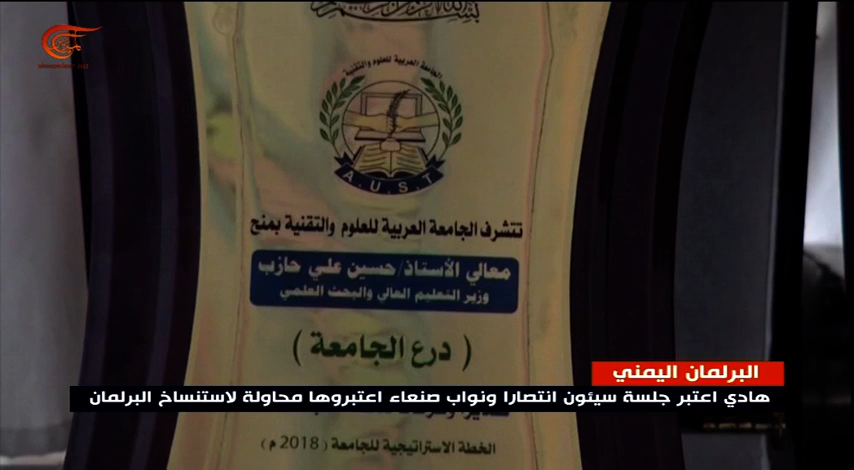 الجامعة العربية للعلوم والتقنية
A.U.S.T
تتشرف الجامعة العربية للعلوم والتقنية بمنح
معالي الأستاذ/حسين علي حازب
وزير التعليم العالي والبحث العلمي
( درع الجامعة )
البرلمان اليمني
هادي اعتبر جلسة سيئون انتصارا ونواب صنعاء اعتبروها محاولة لاستنساخ البرلمان
الخطة الاستراتيجية للجامعة ( 2018 م )